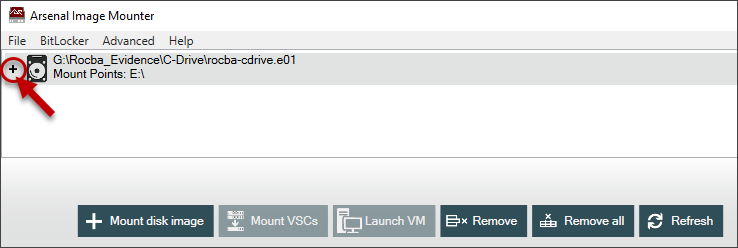 Arsenal Image Mounter
File BitLocker Advanced Help
G:\Rocba_Evidence\C-Drive\rocba-cdrive.e01
Mount Points: E:\
Mount disk image Mount VSCs Launch VM Remove Remove all Refresh